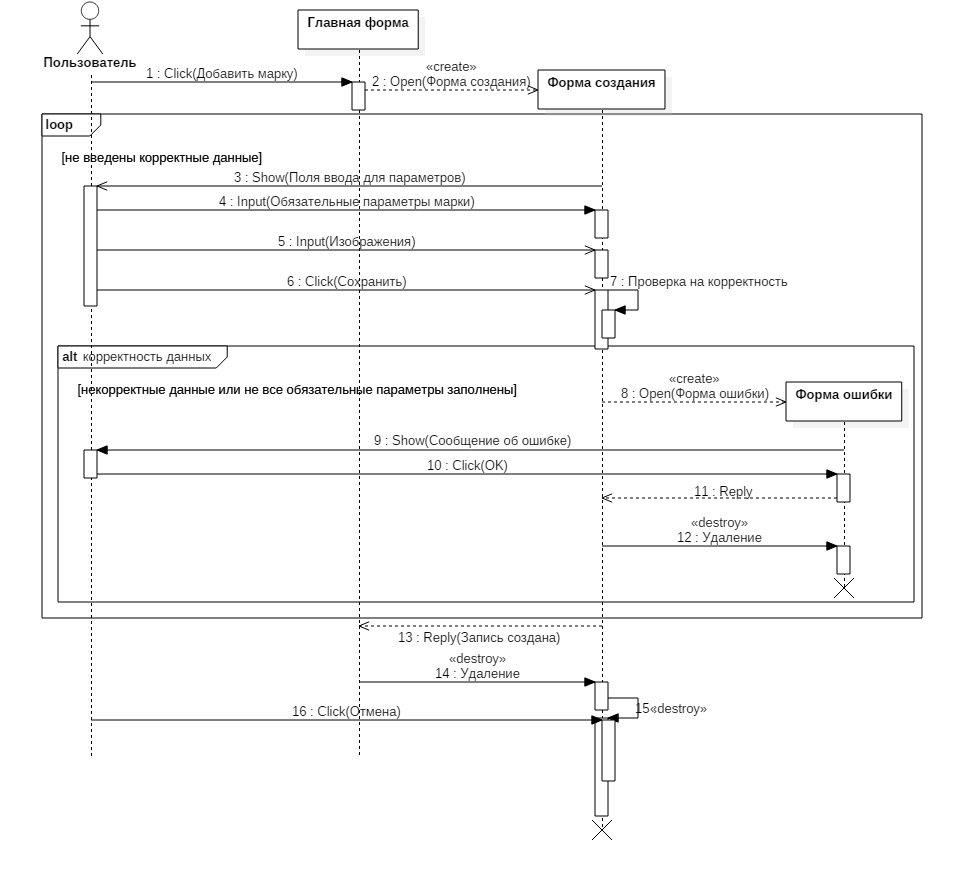 Главная форма
Пользователь
1 : Click(Добавить марку)
«create»
2 : Open(Форма создания)
Форма создания
loop
[не введены корректные данные]
3 : Show(Поля ввода для параметров)
4 : Input(Обязательные параметры марки)
5 : Input(Изображения)
6 : Click(Сохранить)
7 : Проверка на корректность
alt корректность данных
[некорректные данные или не все обязательные параметры заполнены]
«create»
8 : Open(Форма ошибки)
Форма ошибки
9 : Show(Сообщение об ошибке)
10 : Click(OK)
11 : Reply
«destroy»
12 : Удаление
13 : Reply(Запись создана)
«destroy»
14 : Удаление
15 «destroy»
16 : Click(Отмена)